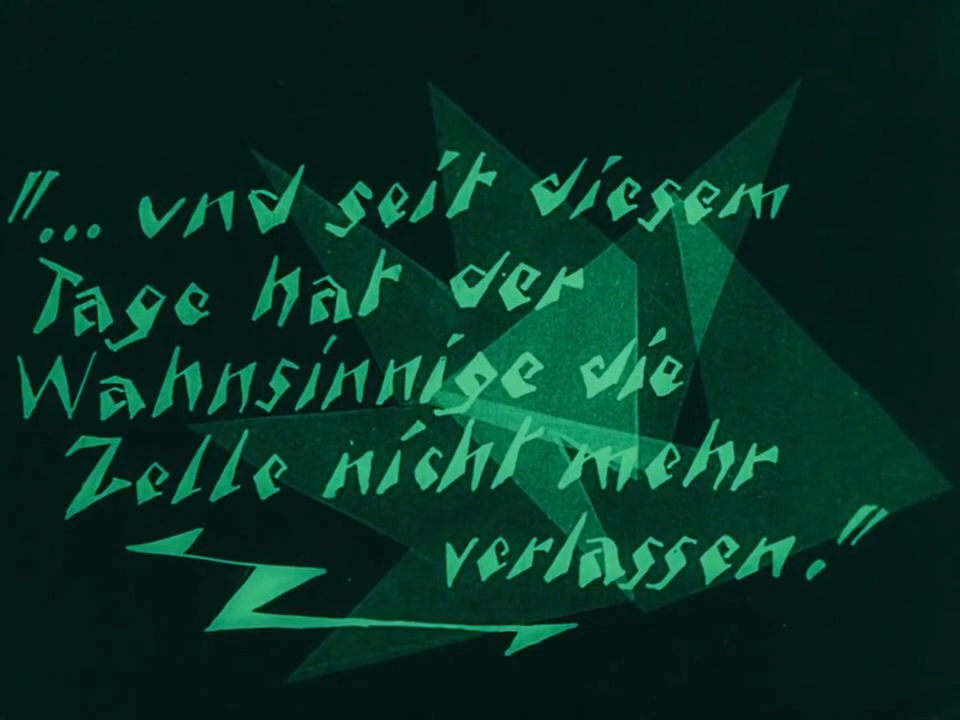 "... und seit diesem
Tage hat der
Wahnsinnige die
Zelle nicht mehr
verlassen."